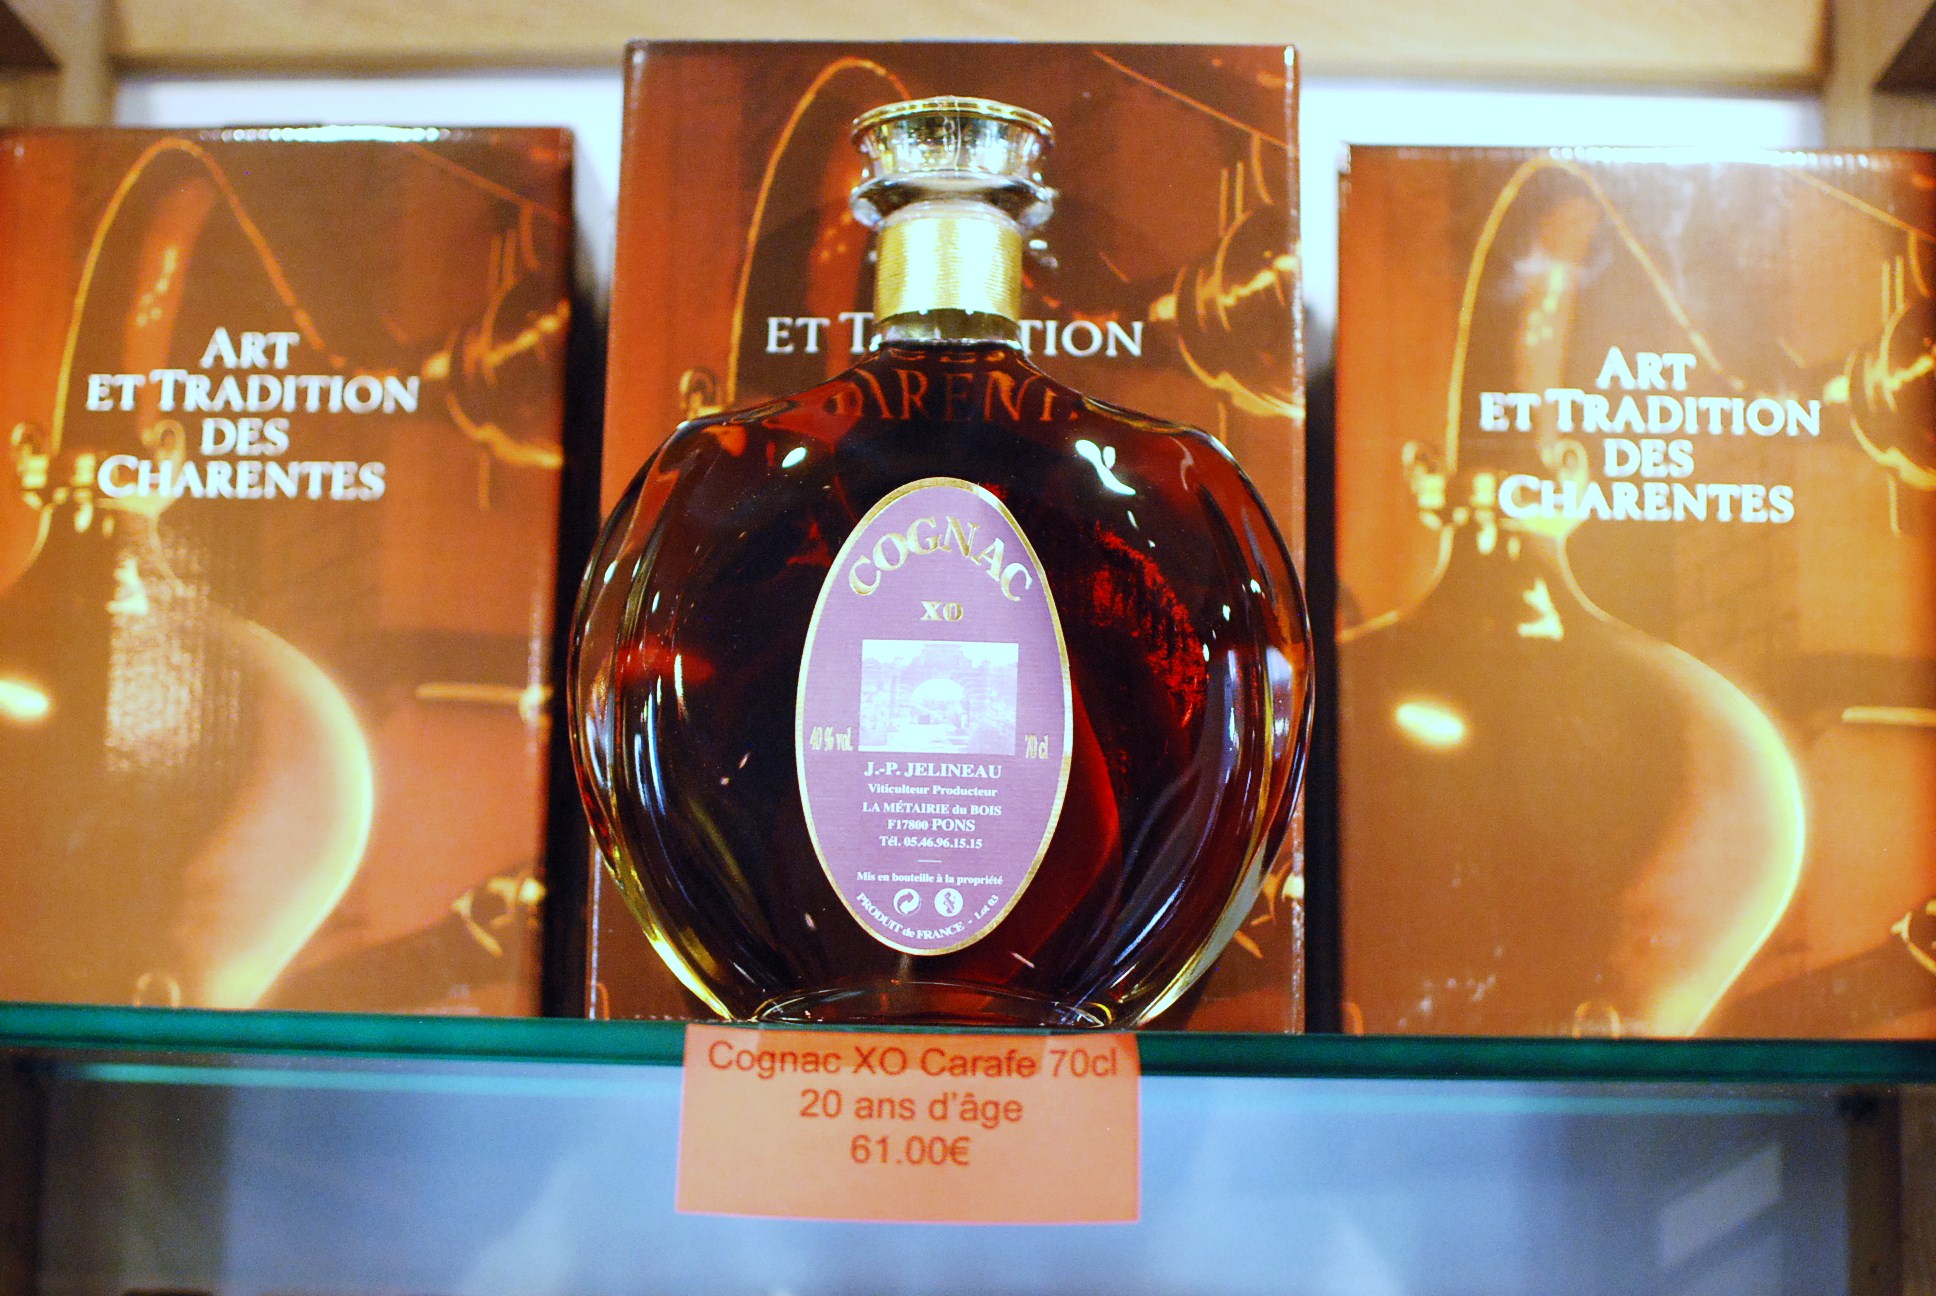 ART
ET TRADITION
DES
CHARENTES
ET TRADITION
COGNAC
XO
40 % vol.
70 cl
J.-P. JELINEAU
Viticulteur Producteur
LA MÉTAIRIE du BOIS
F17800 PONS
Tél. 05.46.96.15.15
Mis en bouteille à la propriété
PRODUIT de FRANCE - Lot 03
ART
ET TRADITION
DES
CHARENTES
Cognac XO Carafe 70cl
20 ans d'âge
61.00€